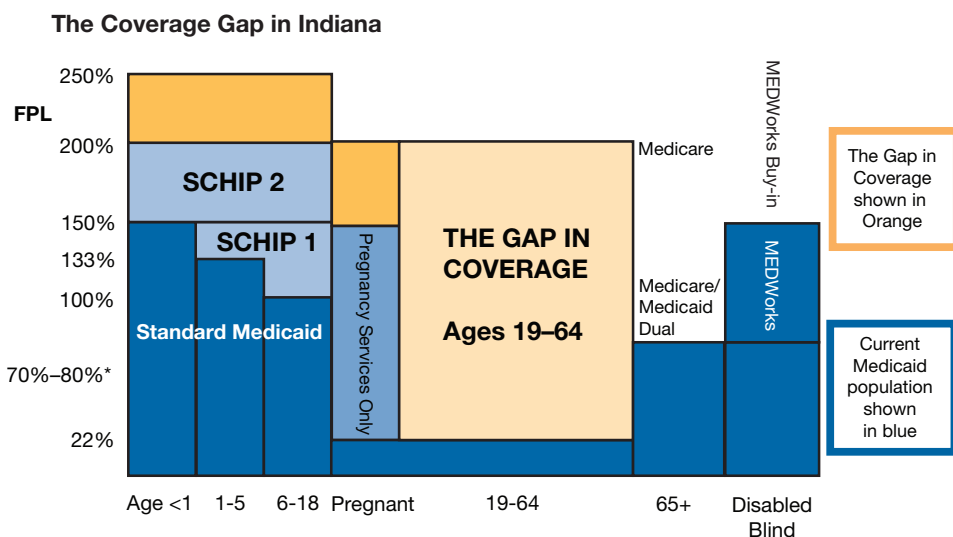 The Coverage Gap in Indiana
250%
FPL
200%
150%
133%
100%
70%–80%*
22%
SCHIP 2
SCHIP 1
Standard Medicaid
Pregnancy Services Only
THE GAP IN
COVERAGE
Ages 19–64
Medicare
Medicare/
Medicaid
Dual
MEDWorks Buy-in
MEDWorks
Age <1
1-5
6-18
Pregnant
19-64
65+
Disabled
Blind
The Gap in
Coverage
shown in
Orange
Current
Medicaid
population
shown
in blue